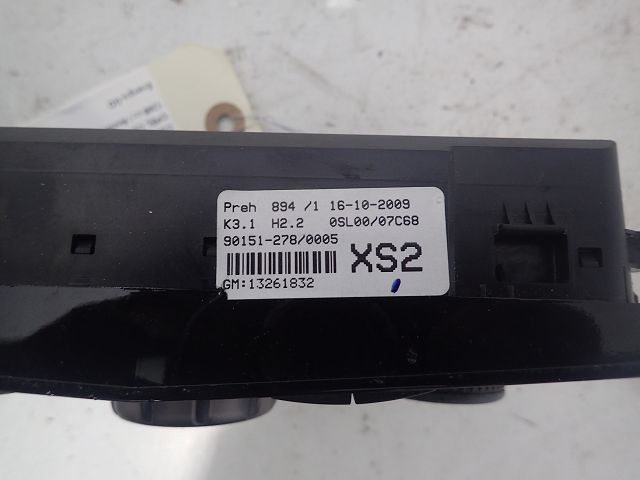 Preh 894 /1 16-10-2009
K3.1 H2.2 0SL00/07C68
90151-278/0005
XS2
GM:13261832